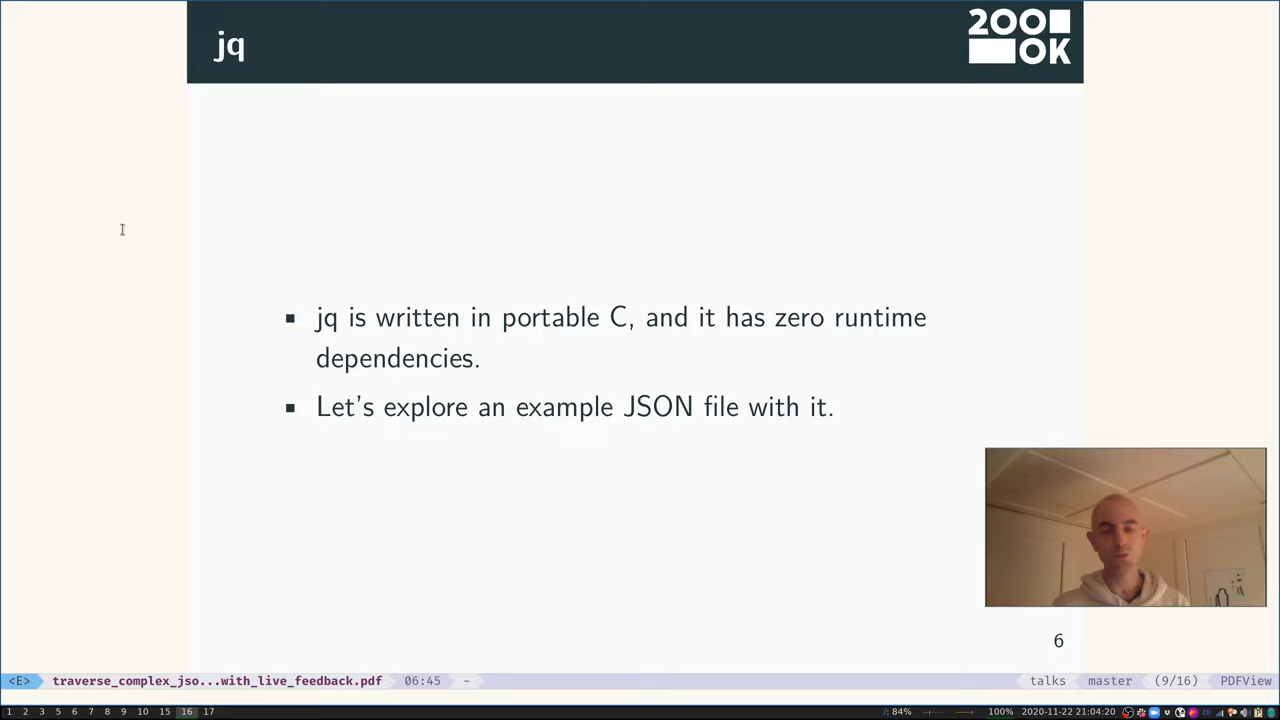 jq
200
OK
▪ jq is written in portable C, and it has zero runtime
dependencies.
▪ Let's explore an example JSON file with it.
6
<E> traverse_complex_jso...with_live_feedback.pdf 06:45 - talks master (9/16) PDFView
1 2 3 5 6 7 8 9 10 15 16 17 /: 84% 100% 2020-11-22 21:04:20